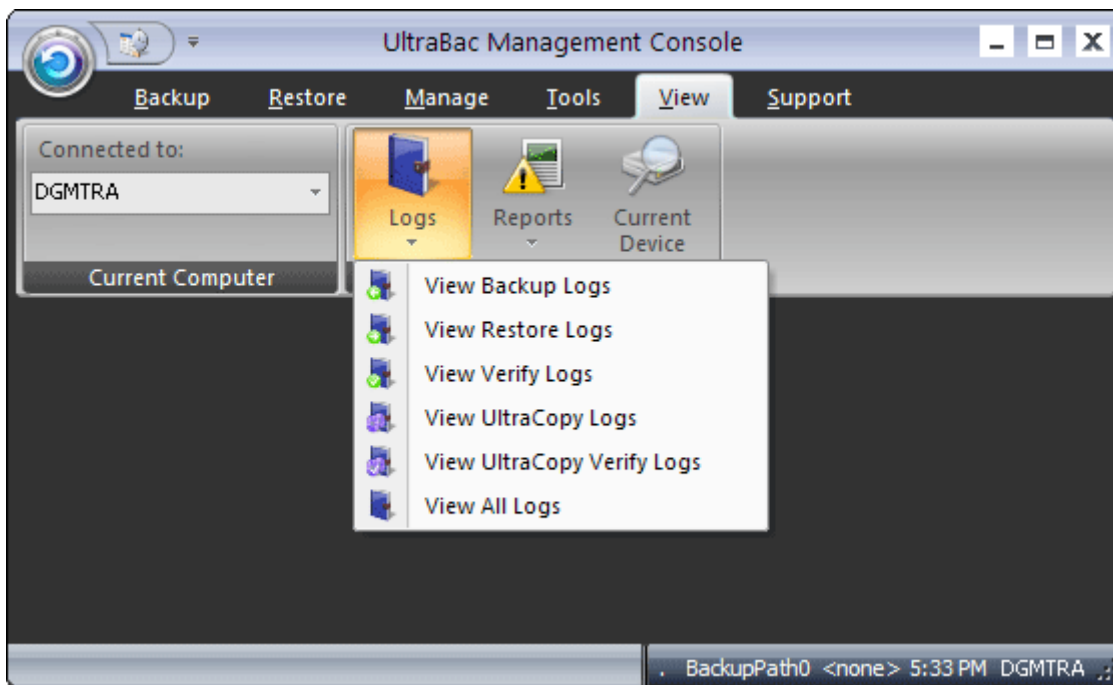 UltraBac Management Console
Backup Restore Manage Tools View Support
Connected to:
DGMTRA
Current Computer
Logs
Reports
Current
Device
View Backup Logs
View Restore Logs
View Verify Logs
View UltraCopy Logs
View UltraCopy Verify Logs
View All Logs
. BackupPath0 <none> 5:33 PM DGMTRA